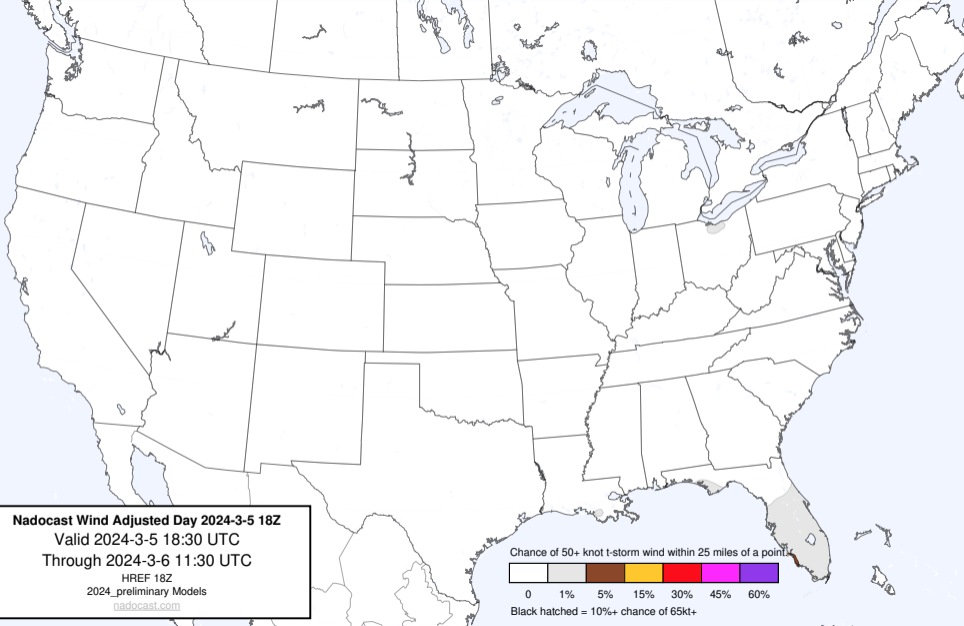 Nadocast Wind Adjusted Day 2024-3-5 18Z
Valid 2024-3-5 18:30 UTC
Through 2024-3-6 11:30 UTC
HREF 18Z
2024_preliminary Models
nadocast.com
Chance of 50+ knot t-storm wind within 25 miles of a point.
0 1% 5% 15% 30% 45% 60%
Black hatched = 10%+ chance of 65kt+